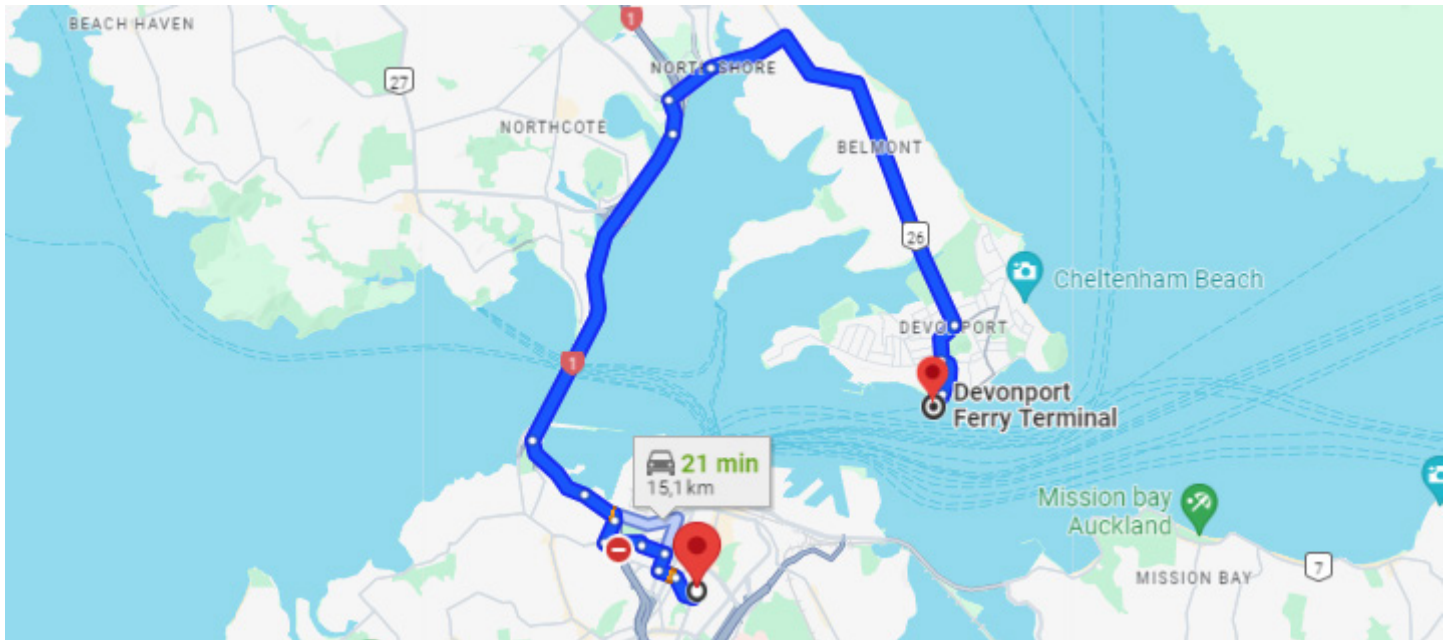 BEACH HAVEN
1
27
NORTH SHORE
NORTHCOTE
BELMONT
26
Cheltenham Beach
DEVONPORT
1
Devonport
Ferry Terminal
21 min
15,1 km
Mission bay
Auckland
MISSION BAY
7